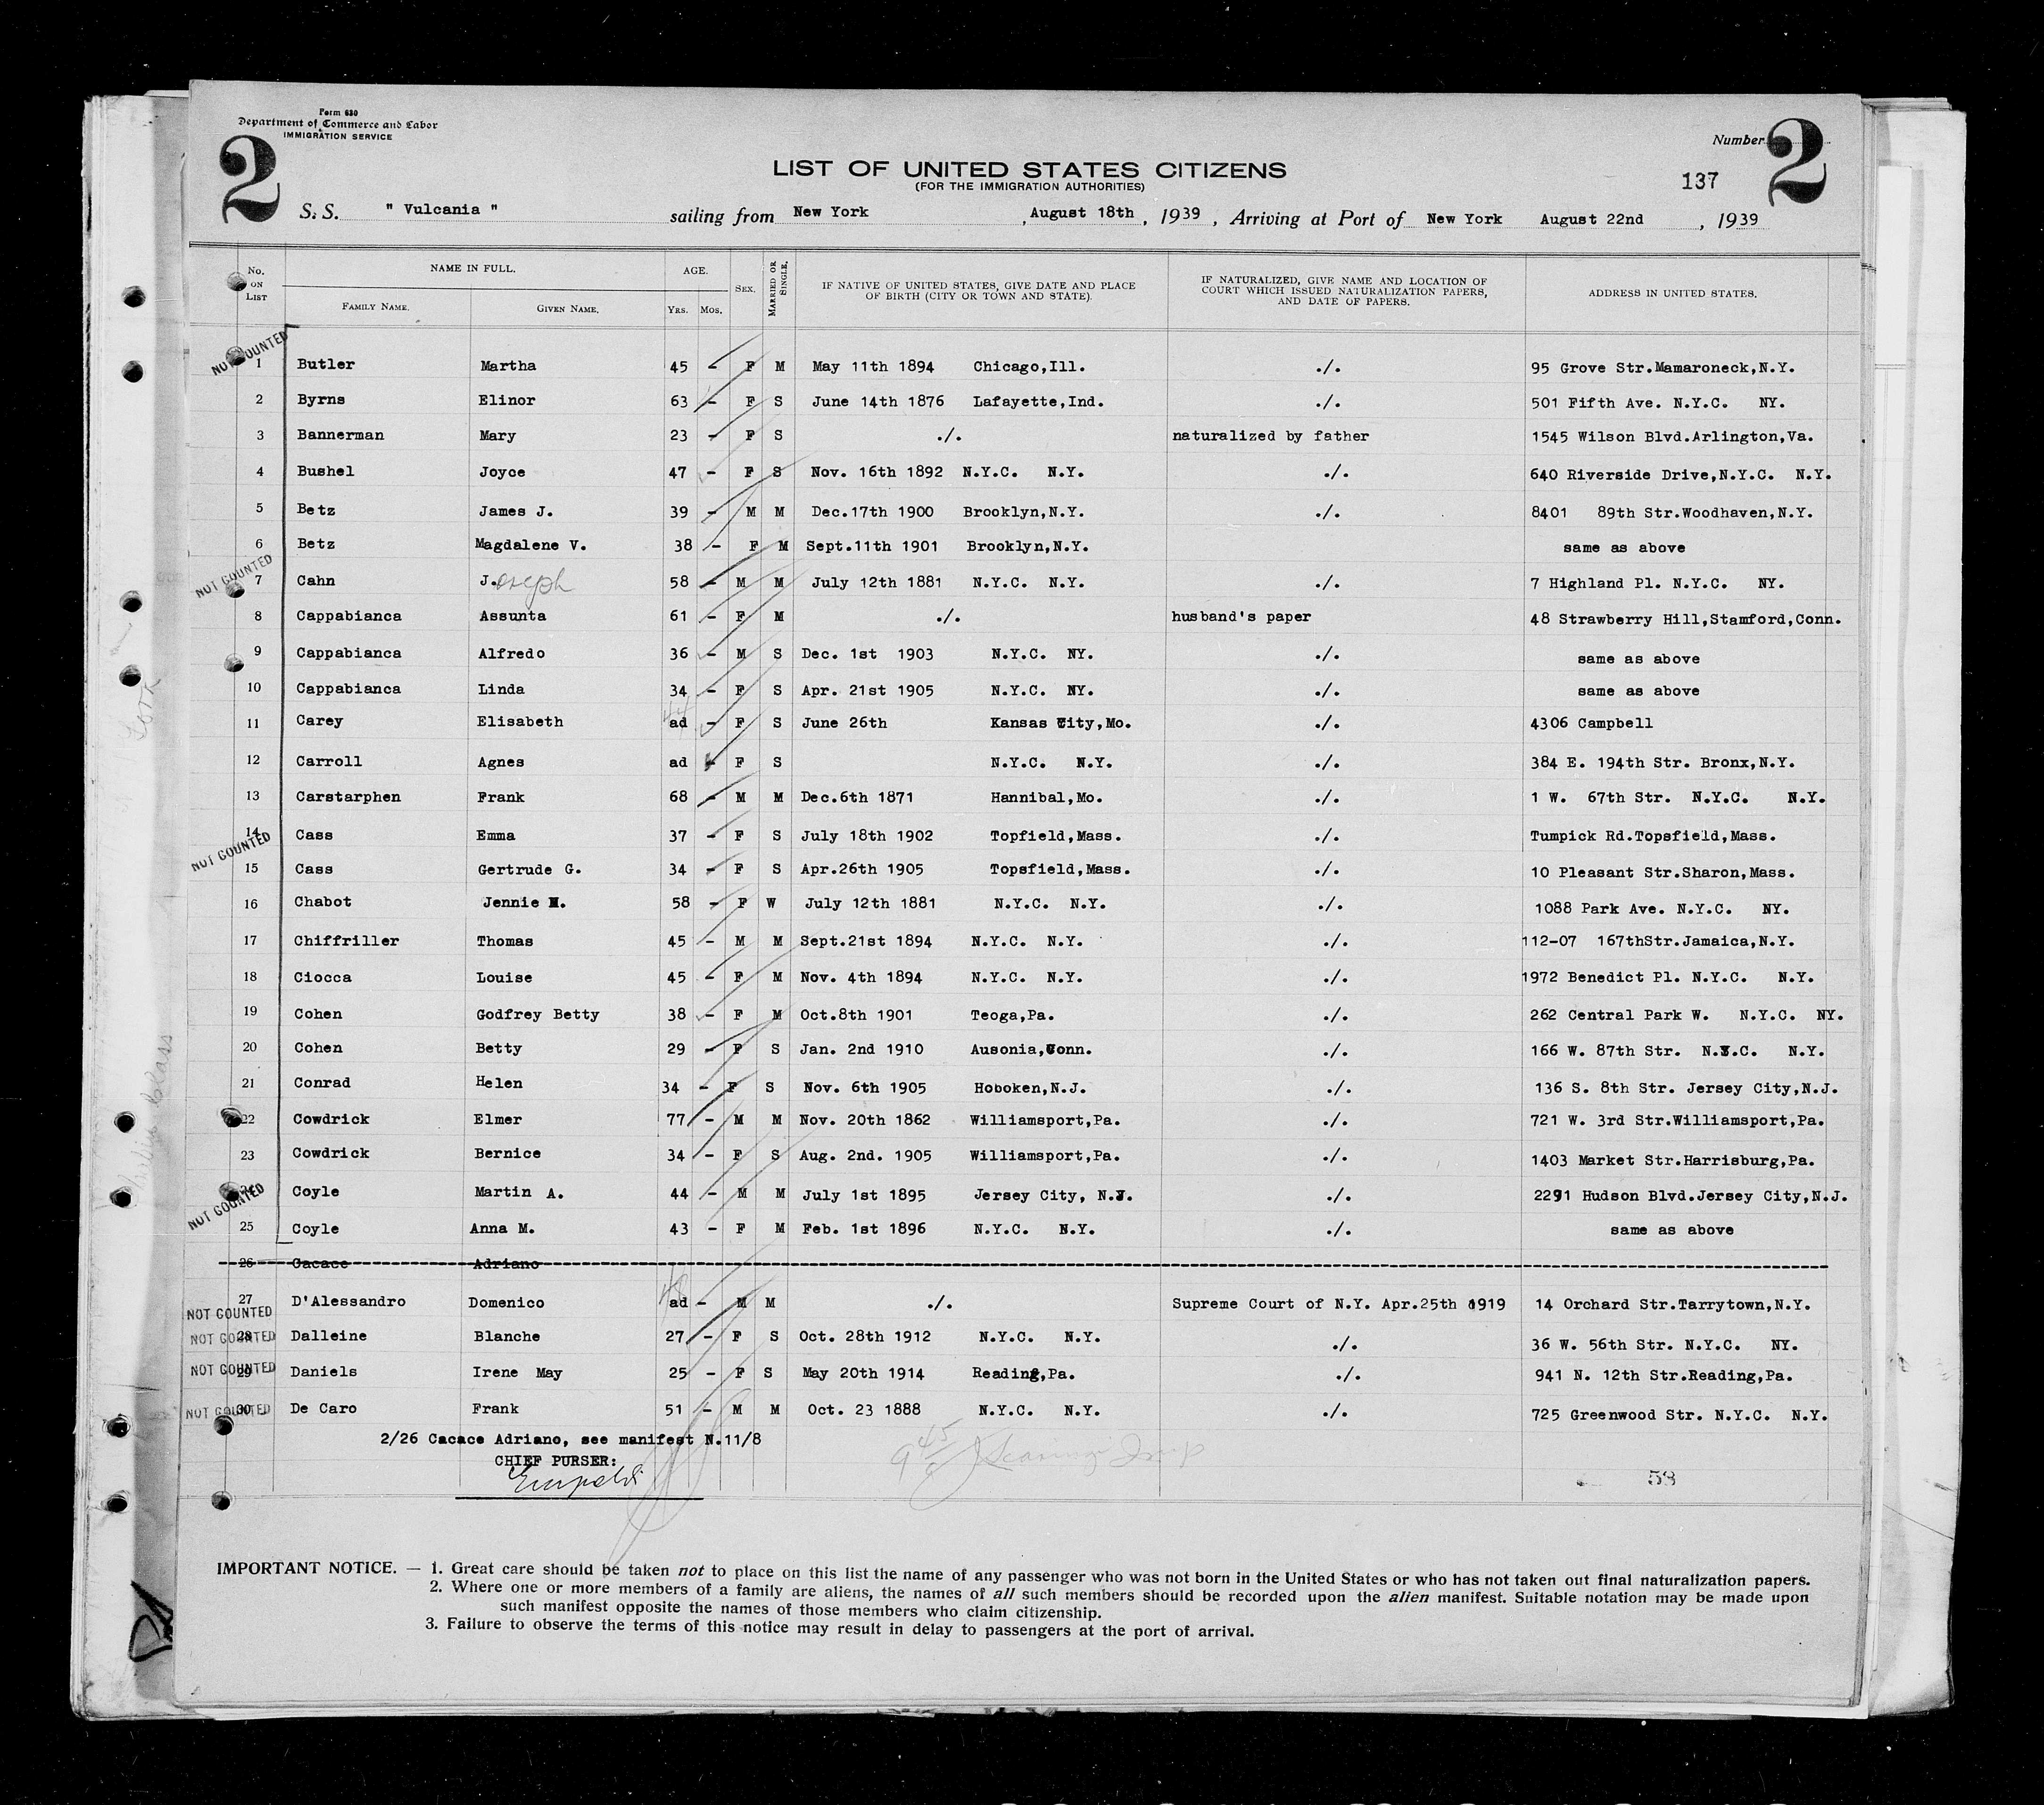 Form 630
Department of Commerce and Labor
IMMIGRATION SERVICE
2
Number 2
LIST OF UNITED STATES CITIZENS
(FOR THE IMMIGRATION AUTHORITIES)
137
S. S. " Vulcania " sailing from New York , August 18th , 1939 , Arriving at Port of New York August 22nd , 1939
No. ON LIST NAME IN FULL. AGE. SEX. MARRIED OR SINGLE. IF NATIVE OF UNITED STATES, GIVE DATE AND PLACE OF BIRTH (CITY OR TOWN AND STATE). IF NATURALIZED, GIVE NAME AND LOCATION OF COURT WHICH ISSUED NATURALIZATION PAPERS, AND DATE OF PAPERS. ADDRESS IN UNITED STATES.
FAMILY NAME. GIVEN NAME. YRS. MOS.
NOT COUNTED
1 Butler Martha 45 - F M May 11th 1894 Chicago,Ill. ./. 95 Grove Str.Mamaroneck,N.Y.
2 Byrns Elinor 63 - F S June 14th 1876 Lafayette,Ind. ./. 501 Fifth Ave. N.Y.C. NY.
3 Bannerman Mary 23 - F S ./. naturalized by father 1545 Wilson Blvd.Arlington,Va.
4 Bushel Joyce 47 - F S Nov. 16th 1892 N.Y.C. N.Y. ./. 640 Riverside Drive,N.Y.C. N.Y.
5 Betz James J. 39 - M M Dec.17th 1900 Brooklyn,N.Y. ./. 8401 89th Str.Woodhaven,N.Y.
6 Betz Magdalene V. 38 - F M Sept.11th 1901 Brooklyn,N.Y. same as above
NOT COUNTED
7 Cahn J.oseph 58 - M M July 12th 1881 N.Y.C. N.Y. ./. 7 Highland Pl. N.Y.C. NY.
8 Cappabianca Assunta 61 - F M ./. husband's paper 48 Strawberry Hill,Stamford,Conn.
9 Cappabianca Alfredo 36 - M S Dec. 1st 1903 N.Y.C. NY. ./. same as above
10 Cappabianca Linda 34 - F S Apr. 21st 1905 N.Y.C. NY. ./. same as above
11 Carey Elisabeth 44 ad - F S June 26th Kansas City,Mo. ./. 4306 Campbell
12 Carroll Agnes ad - F S N.Y.C. N.Y. ./. 384 E. 194th Str. Bronx,N.Y.
13 Carstarphen Frank 68 - M M Dec.6th 1871 Hannibal,Mo. ./. 1 W. 67th Str. N.Y.C. N.Y.
14 Cass Emma 37 - F S July 18th 1902 Topfield,Mass. ./. Tumpick Rd.Topsfield,Mass.
NOT COUNTED
15 Cass Gertrude G. 34 - F S Apr.26th 1905 Topsfield,Mass. ./. 10 Pleasant Str.Sharon,Mass.
16 Chabot Jennie M. 58 - F W July 12th 1881 N.Y.C. N.Y. ./. 1088 Park Ave. N.Y.C. NY.
17 Chiffriller Thomas 45 - M M Sept.21st 1894 N.Y.C. N.Y. ./. 112-07 167thStr.Jamaica,N.Y.
18 Ciocca Louise 45 - F M Nov. 4th 1894 N.Y.C. N.Y. ./. 1972 Benedict Pl. N.Y.C. N.Y.
19 Cohen Godfrey Betty 38 - F M Oct.8th 1901 Teoga,Pa. ./. 262 Central Park W. N.Y.C. NY.
20 Cohen Betty 29 - F S Jan. 2nd 1910 Ausonia,Conn. ./. 166 W. 87th Str. N.Y.C. N.Y.
21 Conrad Helen 34 - F S Nov. 6th 1905 Hoboken,N.J. ./. 136 S. 8th Str. Jersey City,N.J.
22 Cowdrick Elmer 77 - M M Nov. 20th 1862 Williamsport,Pa. ./. 721 W. 3rd Str.Williamsport,Pa.
23 Cowdrick Bernice 34 - F S Aug. 2nd. 1905 Williamsport,Pa. ./. 1403 Market Str.Harrisburg,Pa.
24 Coyle Martin A. 44 - M M July 1st 1895 Jersey City, N.J. ./. 2291 Hudson Blvd.Jersey City,N.J.
NOT COUNTED
25 Coyle Anna M. 43 - F M Feb. 1st 1896 N.Y.C. N.Y. ./. same as above
26 Cacace Adriano
27 D'Alessandro Domenico 48 ad - M M ./. Supreme Court of N.Y. Apr.25th 1919 14 Orchard Str.Tarrytown,N.Y.
NOT COUNTED
NOT COUNTED 28 Dalleine Blanche 27 - F S Oct. 28th 1912 N.Y.C. N.Y. ./. 36 W. 56th Str. N.Y.C. NY.
NOT COUNTED 29 Daniels Irene May 25 - F S May 20th 1914 Reading,Pa. ./. 941 N. 12th Str.Reading,Pa.
NOT COUNTED 30 De Caro Frank 51 - M M Oct. 23 1888 N.Y.C. N.Y. ./. 725 Greenwood Str. N.Y.C. N.Y.
2/26 Cacace Adriano, see manifest N.11/8
CHIEF PURSER:
58
IMPORTANT NOTICE. — 1. Great care should be taken not to place on this list the name of any passenger who was not born in the United States or who has not taken out final naturalization papers.
2. Where one or more members of a family are aliens, the names of all such members should be recorded upon the alien manifest. Suitable notation may be made upon
such manifest opposite the names of those members who claim citizenship.
3. Failure to observe the terms of this notice may result in delay to passengers at the port of arrival.